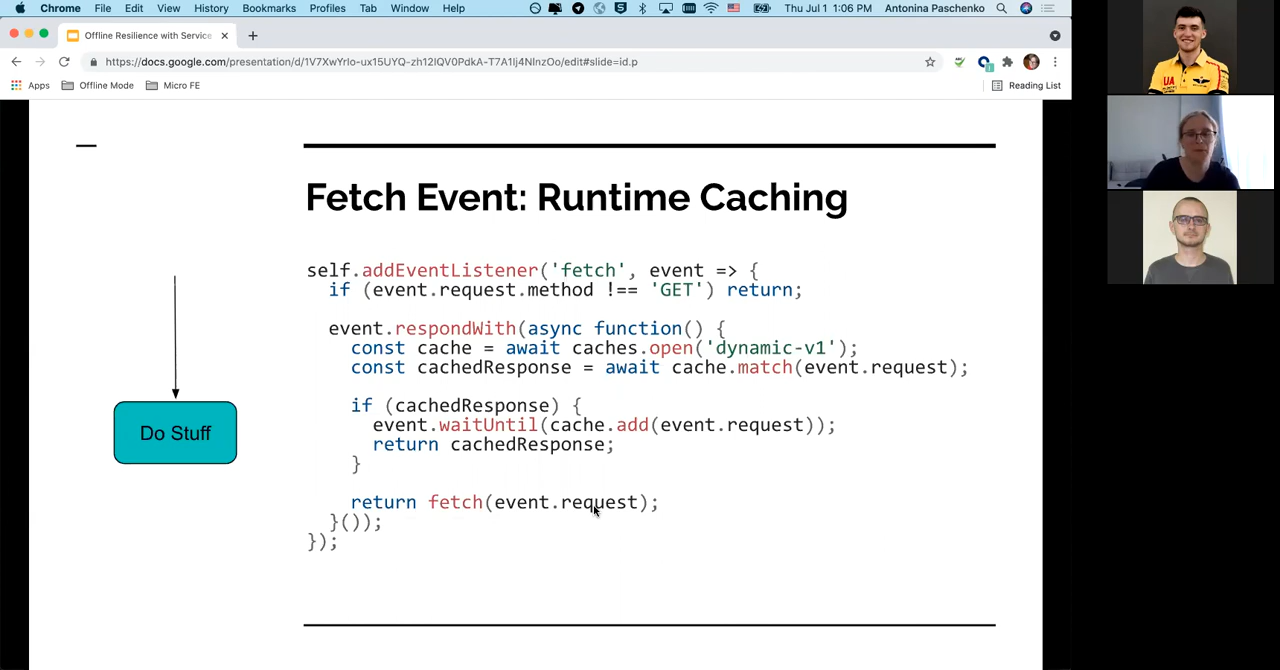 Chrome File Edit View History Bookmarks Profiles Tab Window Help Thu Jul 1 1:06 PM Antonina Paschenko
Offline Resilience with Service
https://docs.google.com/presentation/d/1V7XwYrIo-ux15UYQ-zh12IQV0PdkA-T7A1Ij4NInzOo/edit#slide=id.p
Apps Offline Mode Micro FE Reading List
Fetch Event: Runtime Caching
self.addEventListener('fetch', event => {
if (event.request.method !== 'GET') return;
event.respondWith(async function() {
const cache = await caches.open('dynamic-v1');
const cachedResponse = await cache.match(event.request);
if (cachedResponse) {
event.waitUntil(cache.add(event.request));
return cachedResponse;
}
return fetch(event.request);
}());
});
Do Stuff
UA